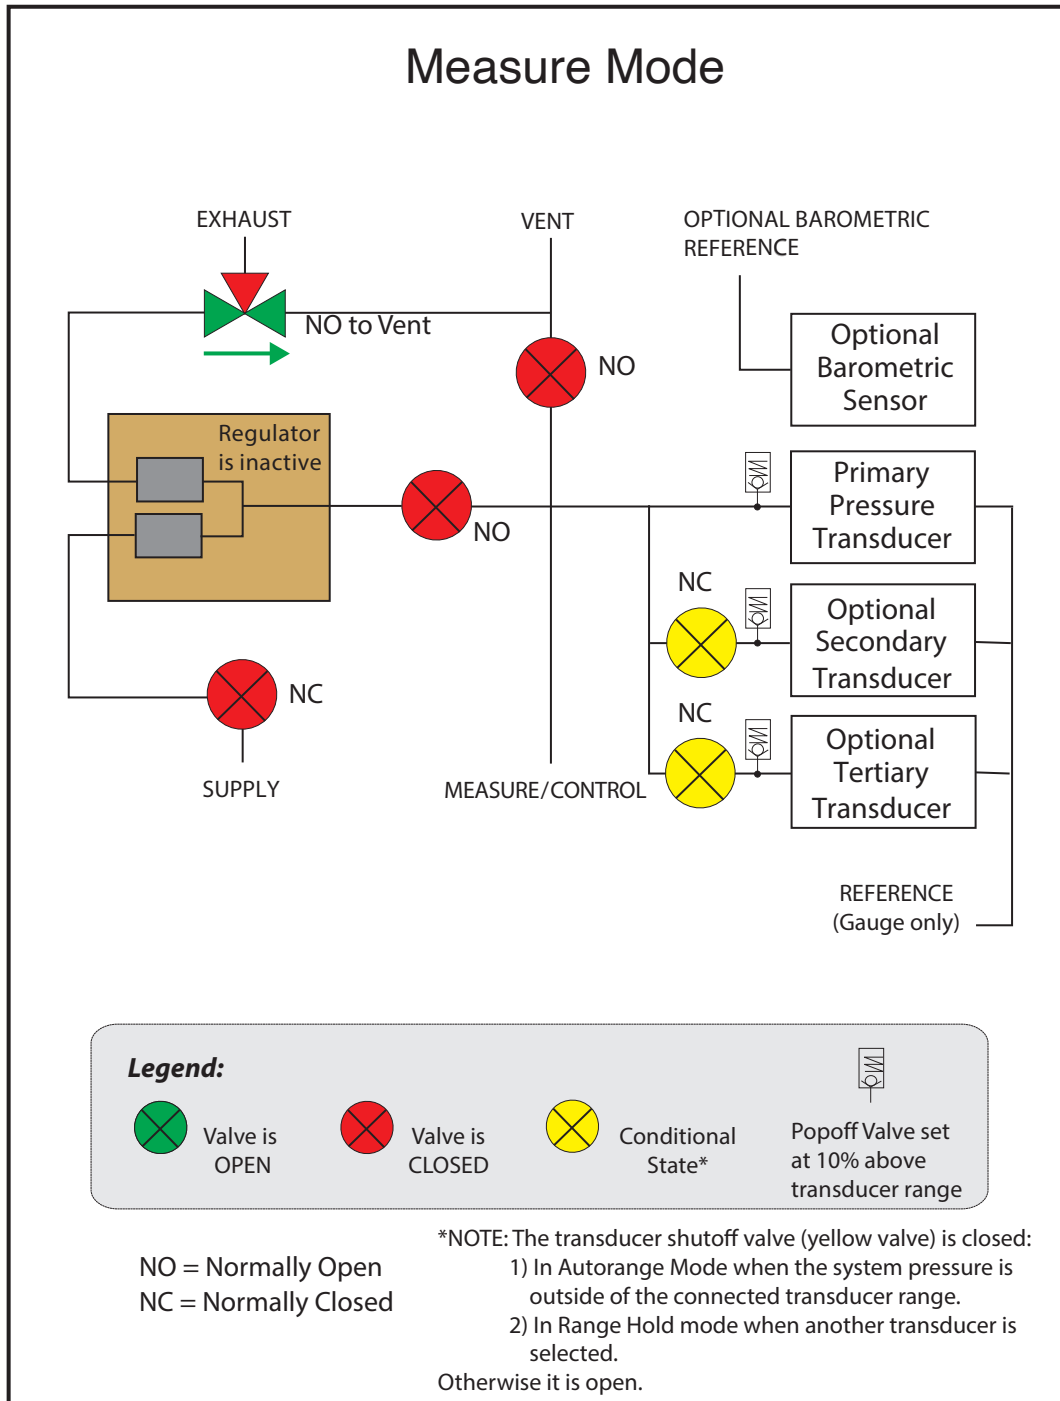 Measure Mode
EXHAUST
VENT
OPTIONAL BAROMETRIC
REFERENCE
NO to Vent
NO
Optional
Barometric
Sensor
Regulator
is inactive
NO
Primary
Pressure
Transducer
NC
Optional
Secondary
Transducer
NC
NC
Optional
Tertiary
Transducer
SUPPLY
MEASURE/CONTROL
REFERENCE
(Gauge only)
Legend:
Valve is
OPEN
Valve is
CLOSED
Conditional
State*
Popoff Valve set
at 10% above
transducer range
NO = Normally Open
NC = Normally Closed
*NOTE: The transducer shutoff valve (yellow valve) is closed:
1) In Autorange Mode when the system pressure is
outside of the connected transducer range.
2) In Range Hold mode when another transducer is
selected.
Otherwise it is open.